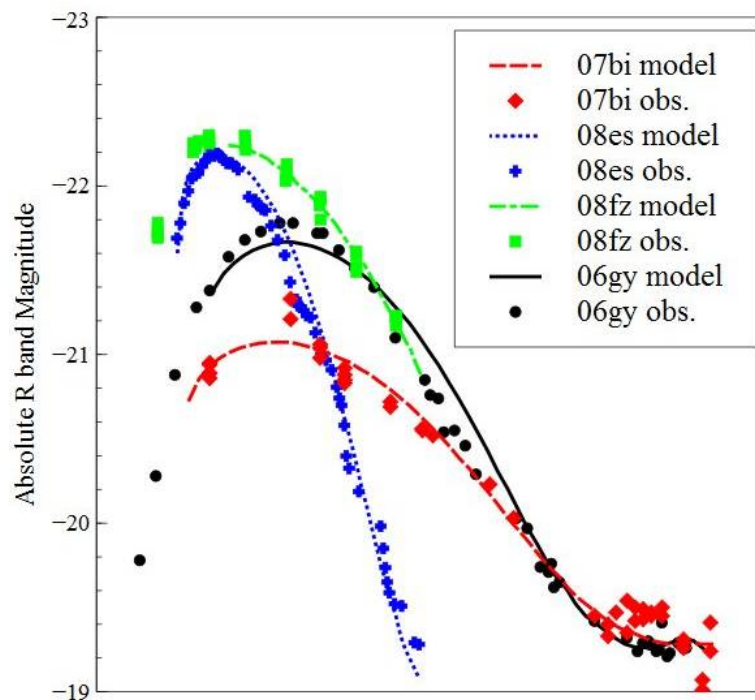 −23
−22
−21
−20
−19
Absolute R band Magnitude
07bi model
07bi obs.
08es model
08es obs.
08fz model
08fz obs.
06gy model
06gy obs.